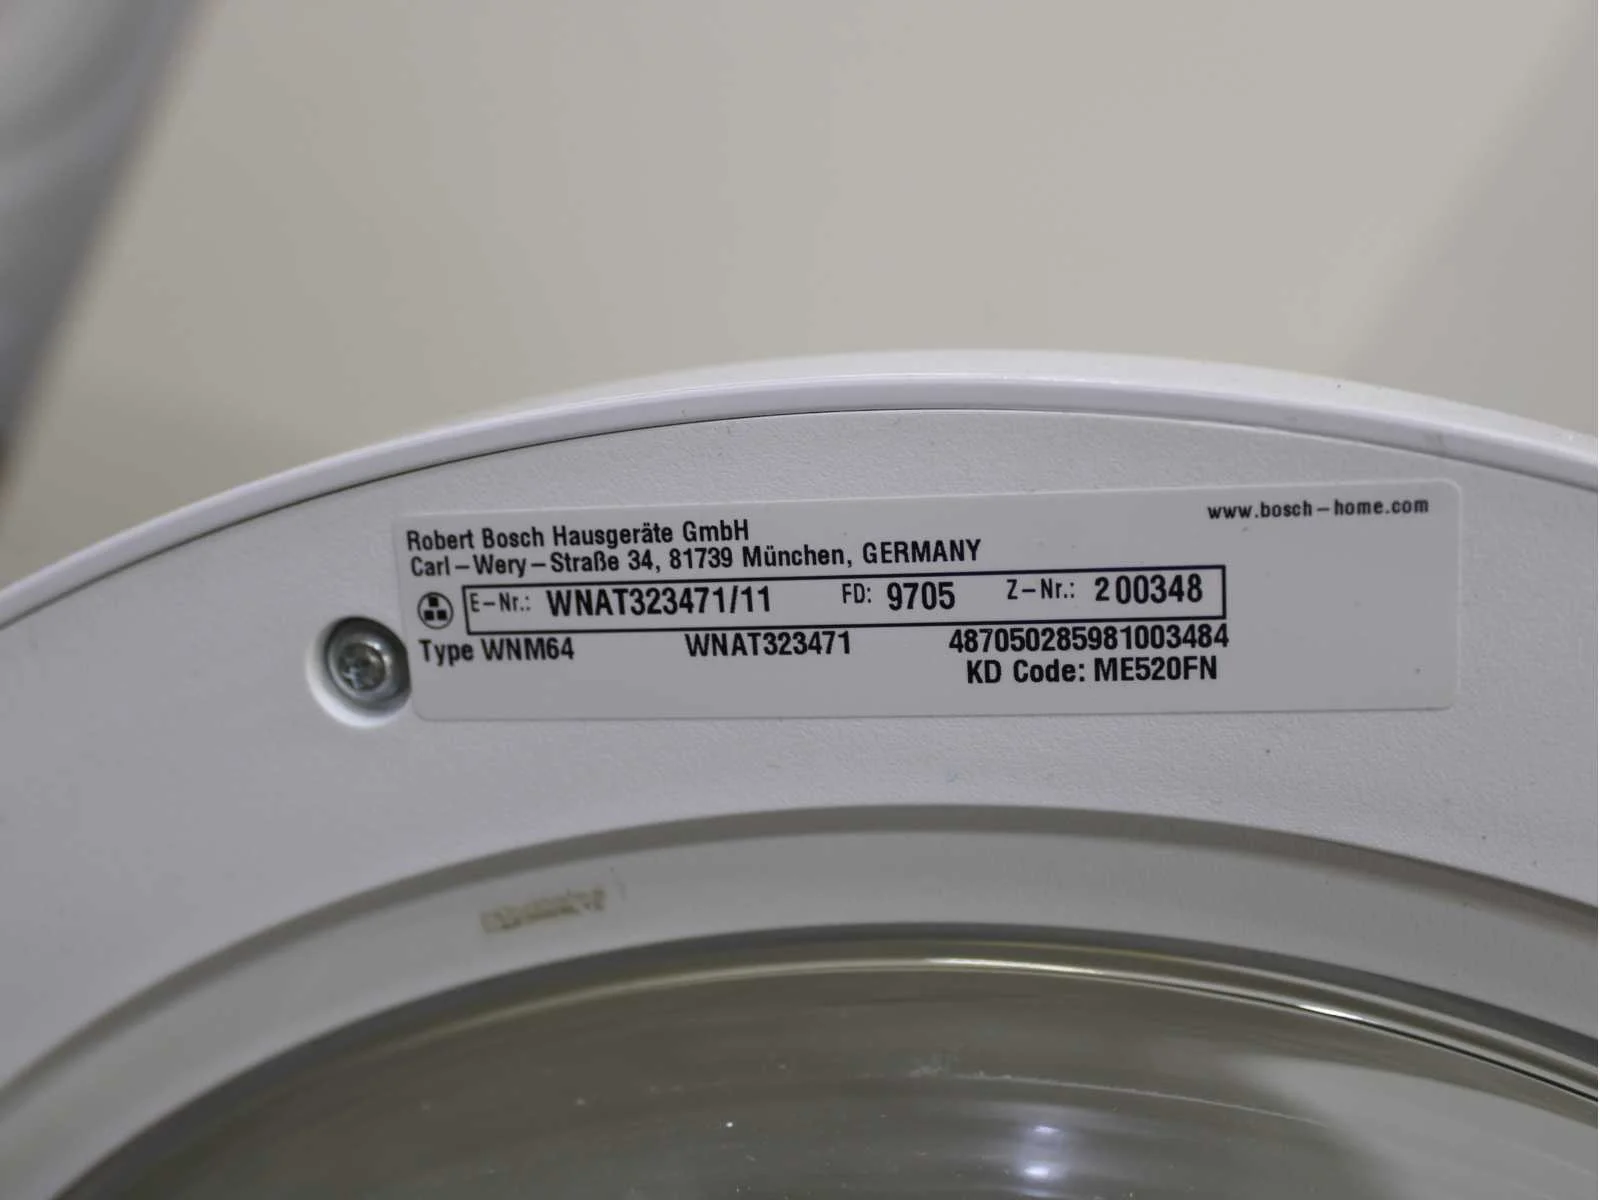 www.bosch-home.com
Robert Bosch Hausgeräte GmbH
Carl-Wery-Straße 34, 81739 München, GERMANY
E-Nr.: WNAT323471/11 FD: 9705 Z-Nr.: 200348
Type WNM64 WNAT323471 487050285981003484
KD Code: ME520FN